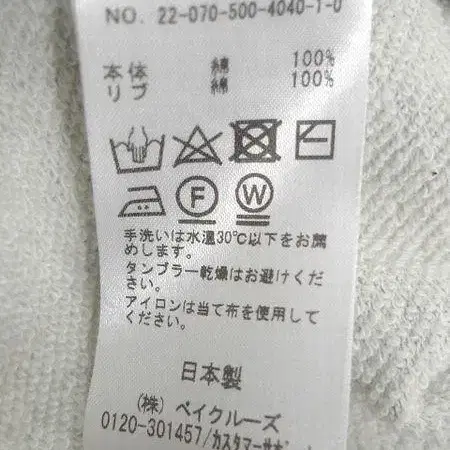 NO. 22-070-500-4040-1-0
本体 綿 100%
リブ 綿 100%
F W
手洗いは水温30℃以下をお薦
めします。
タンブラー乾燥はお避けくだ
さい。
アイロンは当て布を使用して
ください。
日本製
(株) ベイクルーズ
0120-301457/カスタマーサポート